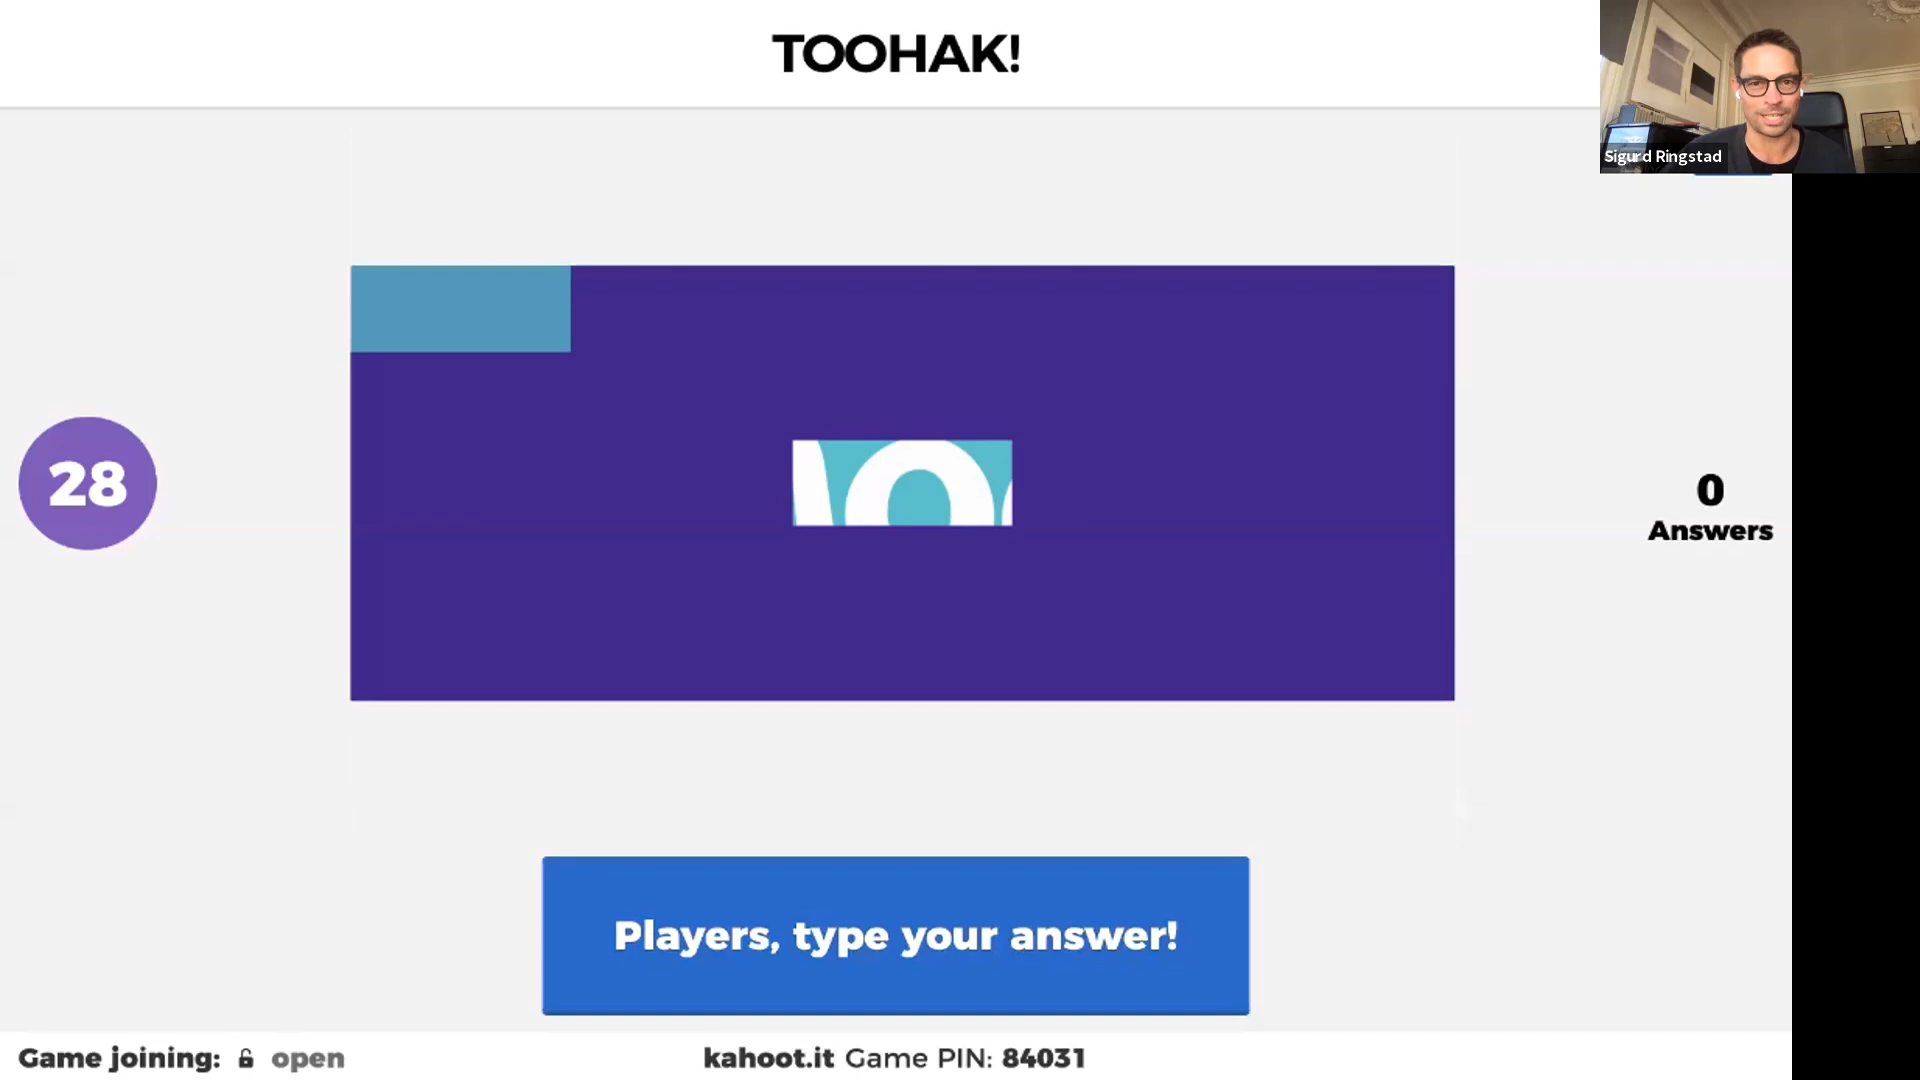 TOOHAK!
Sigurd Ringstad
28
0
Answers
Players, type your answer!
Game joining: open
kahoot.it Game PIN: 84031